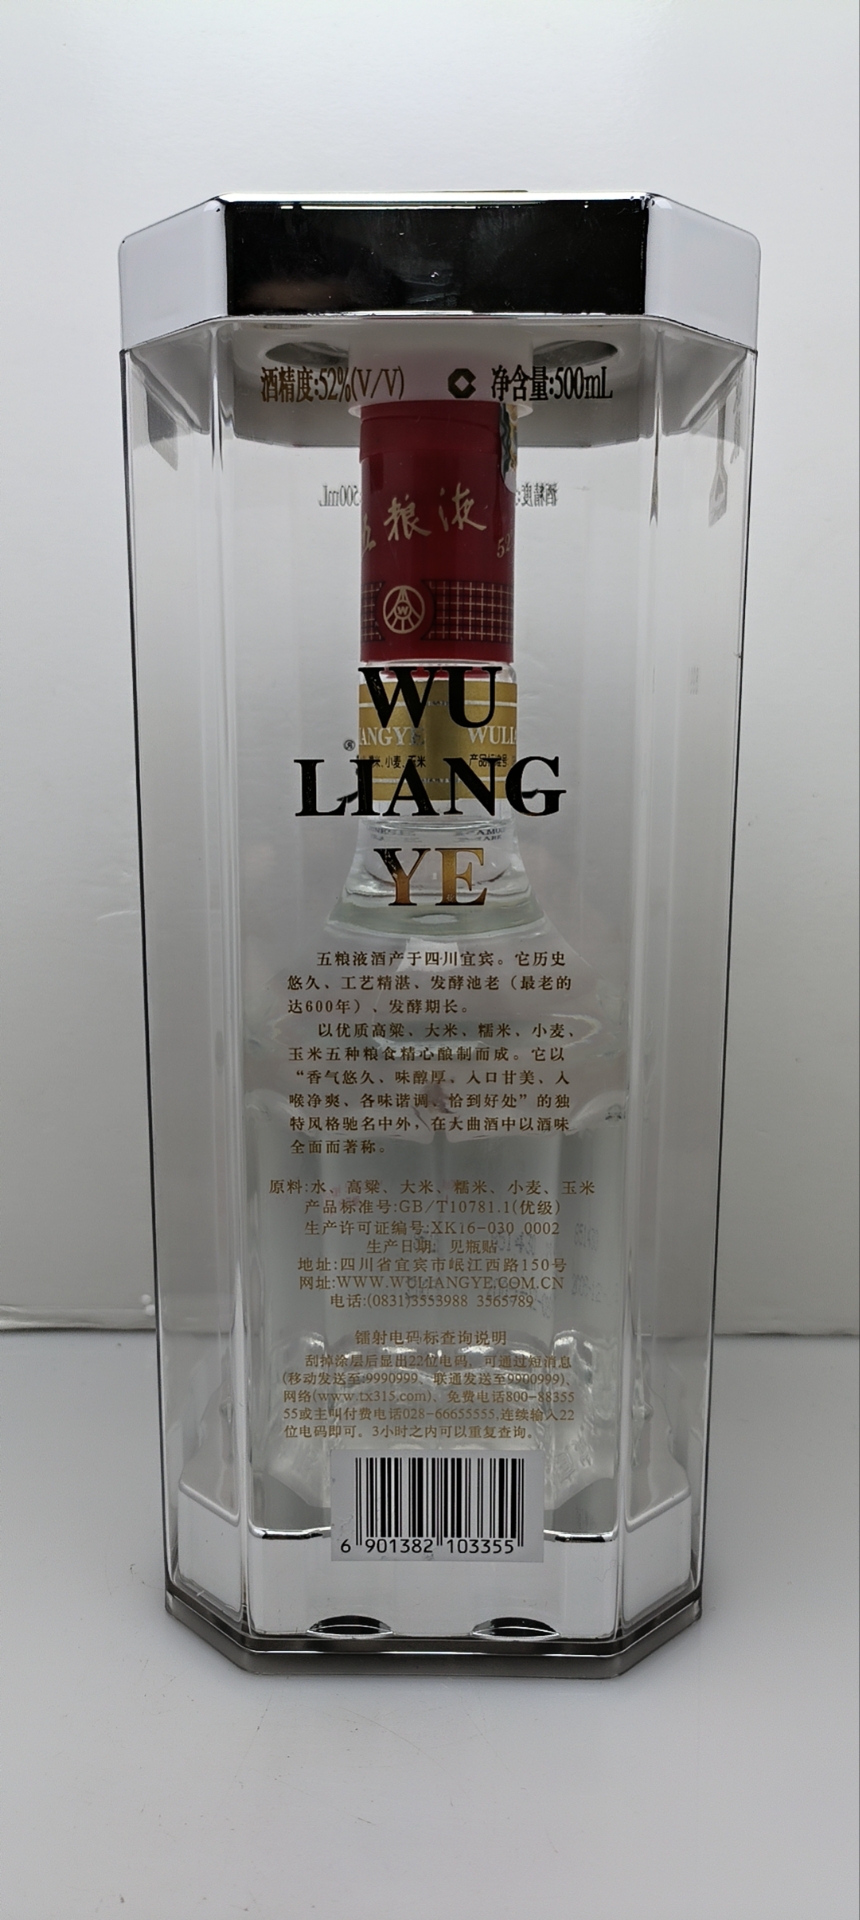 酒精度:52%(V/V) 净含量:500mL
粮液
W
WU
®
LIANG
YE
小麦、玉米
产品标准号
五粮液酒产于四川宜宾。它历史
悠久、工艺精湛、发酵池老（最老的
达600年）、发酵期长。
以优质高粱、大米、糯米、小麦、
玉米五种粮食精心酿制而成。它以
“香气悠久、味醇厚、入口甘美、入
喉净爽、各味谐调、恰到好处”的独
特风格驰名中外，在大曲酒中以酒味
全面而著称。
原料:水、高粱、大米、糯米、小麦、玉米
产品标准号:GB/T10781.1(优级)
生产许可证编号:XK16-030 0002
生产日期: 见瓶贴
地址:四川省宜宾市岷江西路150号
网址:WWW.WULIANGYE.COM.CN
电话:(0831)3553988 3565789
镭射电码标查询说明
刮掉涂层后显出22位电码，可通过短消息
(移动发送至:9990999、联通发送至9900999)、
网络(www.tx315.com)、免费电话800-88355
55或主叫付费电话028-66655555,连续输入22
位电码即可。3小时之内可以重复查询。
6 901382 103355